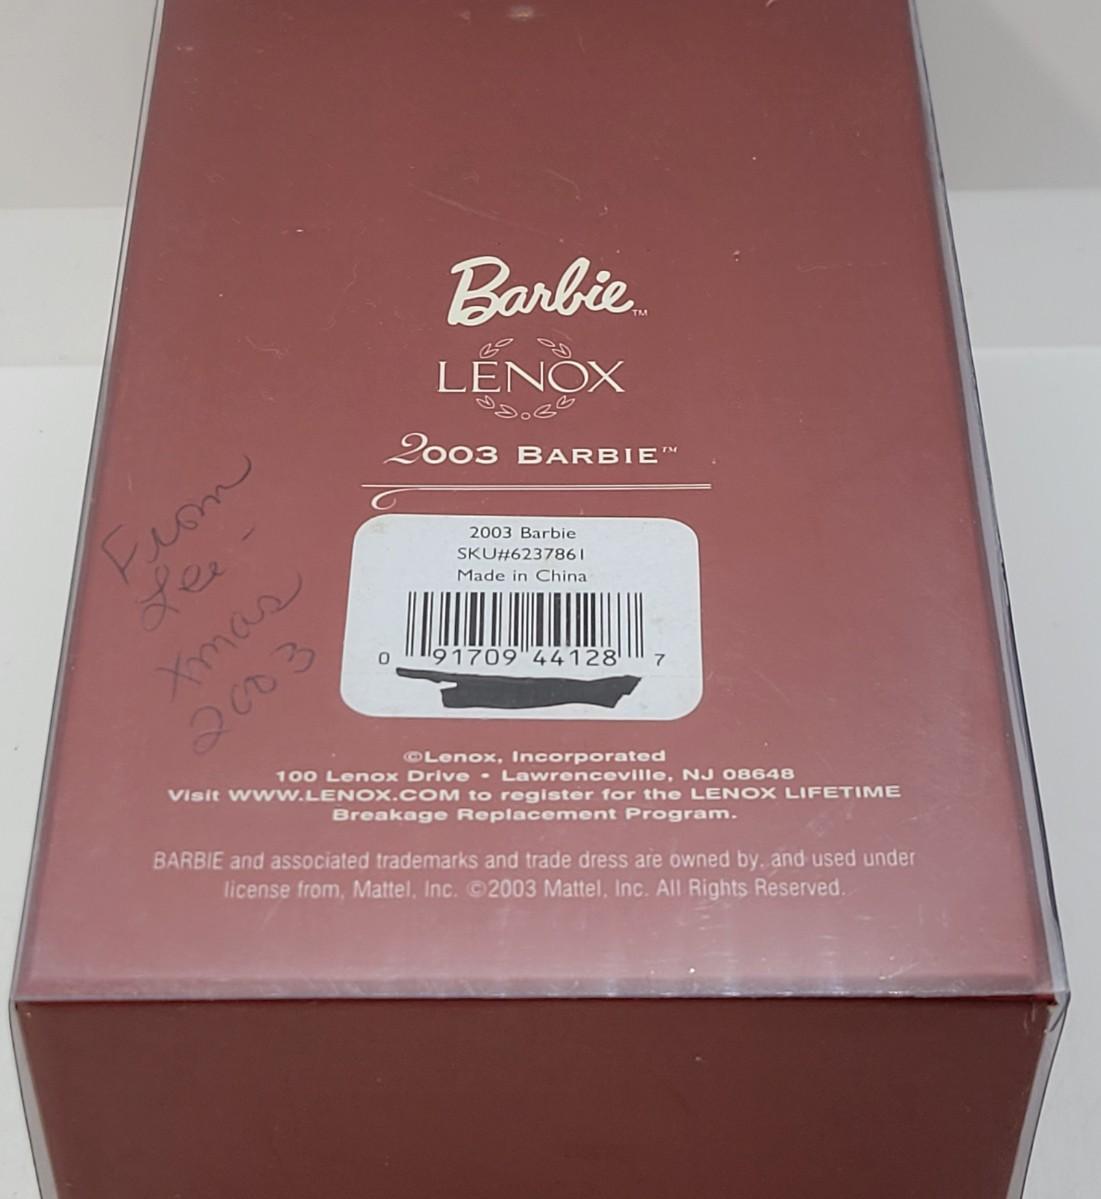 Barbie™
LENOX
2003 BARBIE™
2003 Barbie
SKU#6237861
Made in China
0 91709 44128 7
From
Lee -
Xmas
2003
©Lenox, Incorporated
100 Lenox Drive • Lawrenceville, NJ 08648
Visit WWW.LENOX.COM to register for the LENOX LIFETIME
Breakage Replacement Program.
BARBIE and associated trademarks and trade dress are owned by, and used under
license from, Mattel, Inc. ©2003 Mattel, Inc. All Rights Reserved.